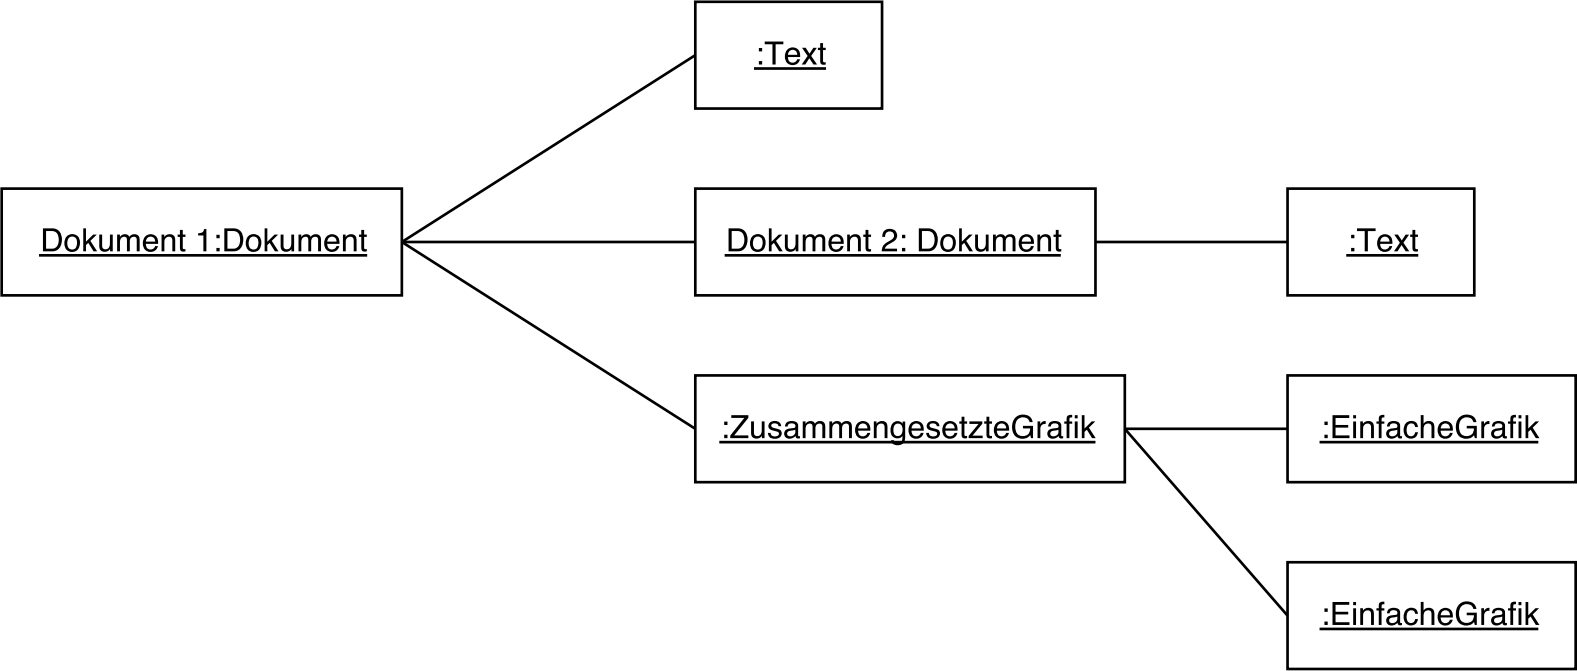 :Text
Dokument 1:Dokument
Dokument 2: Dokument
:Text
:ZusammengesetzteGrafik
:EinfacheGrafik
:EinfacheGrafik